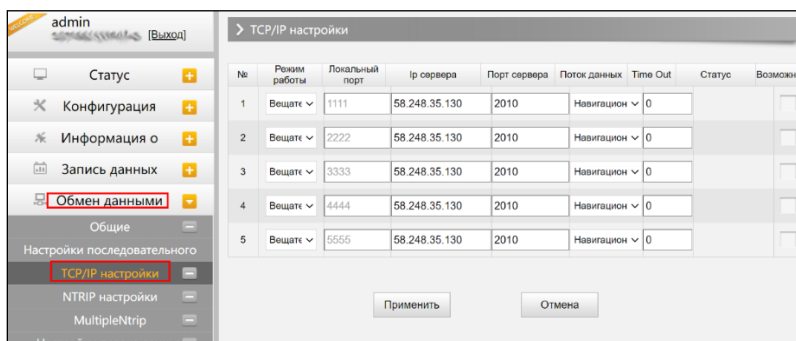 admin
[Выход]
TCP/IP настройки
Статус
Конфигурация
Информация о
Запись данных
Обмен данными
Общие
Настройки последовательного
TCP/IP настройки
NTRIP настройки
MultipleNtrip
№ Режим работы Локальный порт Ip сервера Порт сервера Поток данных Time Out Статус Возможн
1 Вещате 1111 58.248.35.130 2010 Навигацион 0
2 Вещате 2222 58.248.35.130 2010 Навигацион 0
3 Вещате 3333 58.248.35.130 2010 Навигацион 0
4 Вещате 4444 58.248.35.130 2010 Навигацион 0
5 Вещате 5555 58.248.35.130 2010 Навигацион 0
Применить Отмена